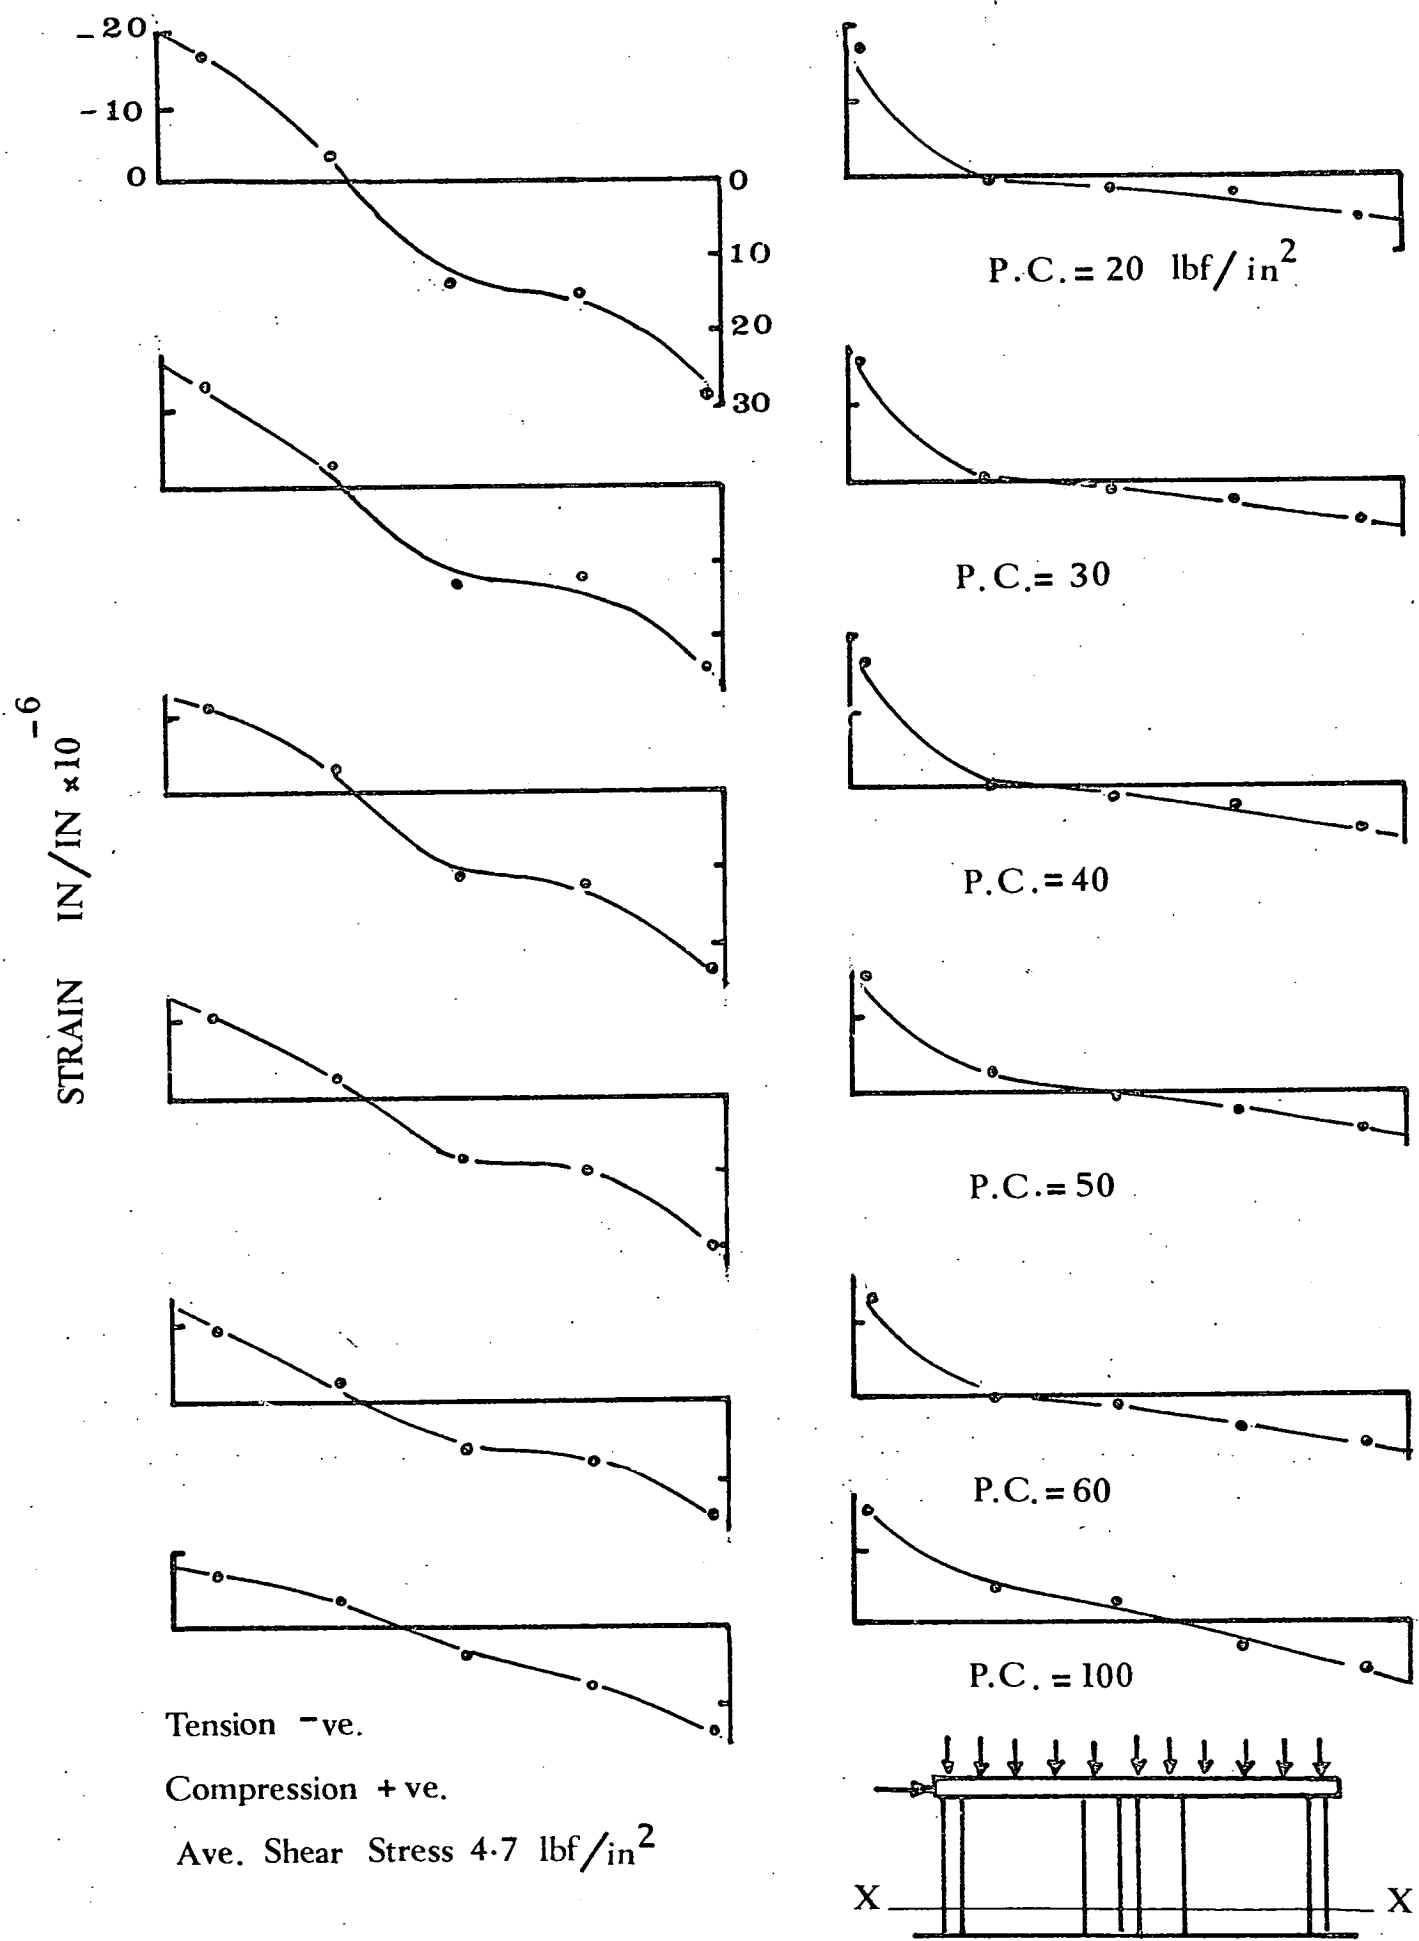 -20
-10
0
0
10
20
30
P.C.= 20 lbf/in²
P.C.= 30
P.C.= 40
P.C.= 50
P.C.= 60
P.C. = 100
STRAIN IN/IN ×10⁻⁶
Tension -ve.
Compression +ve.
Ave. Shear Stress 4·7 lbf/in²
X X